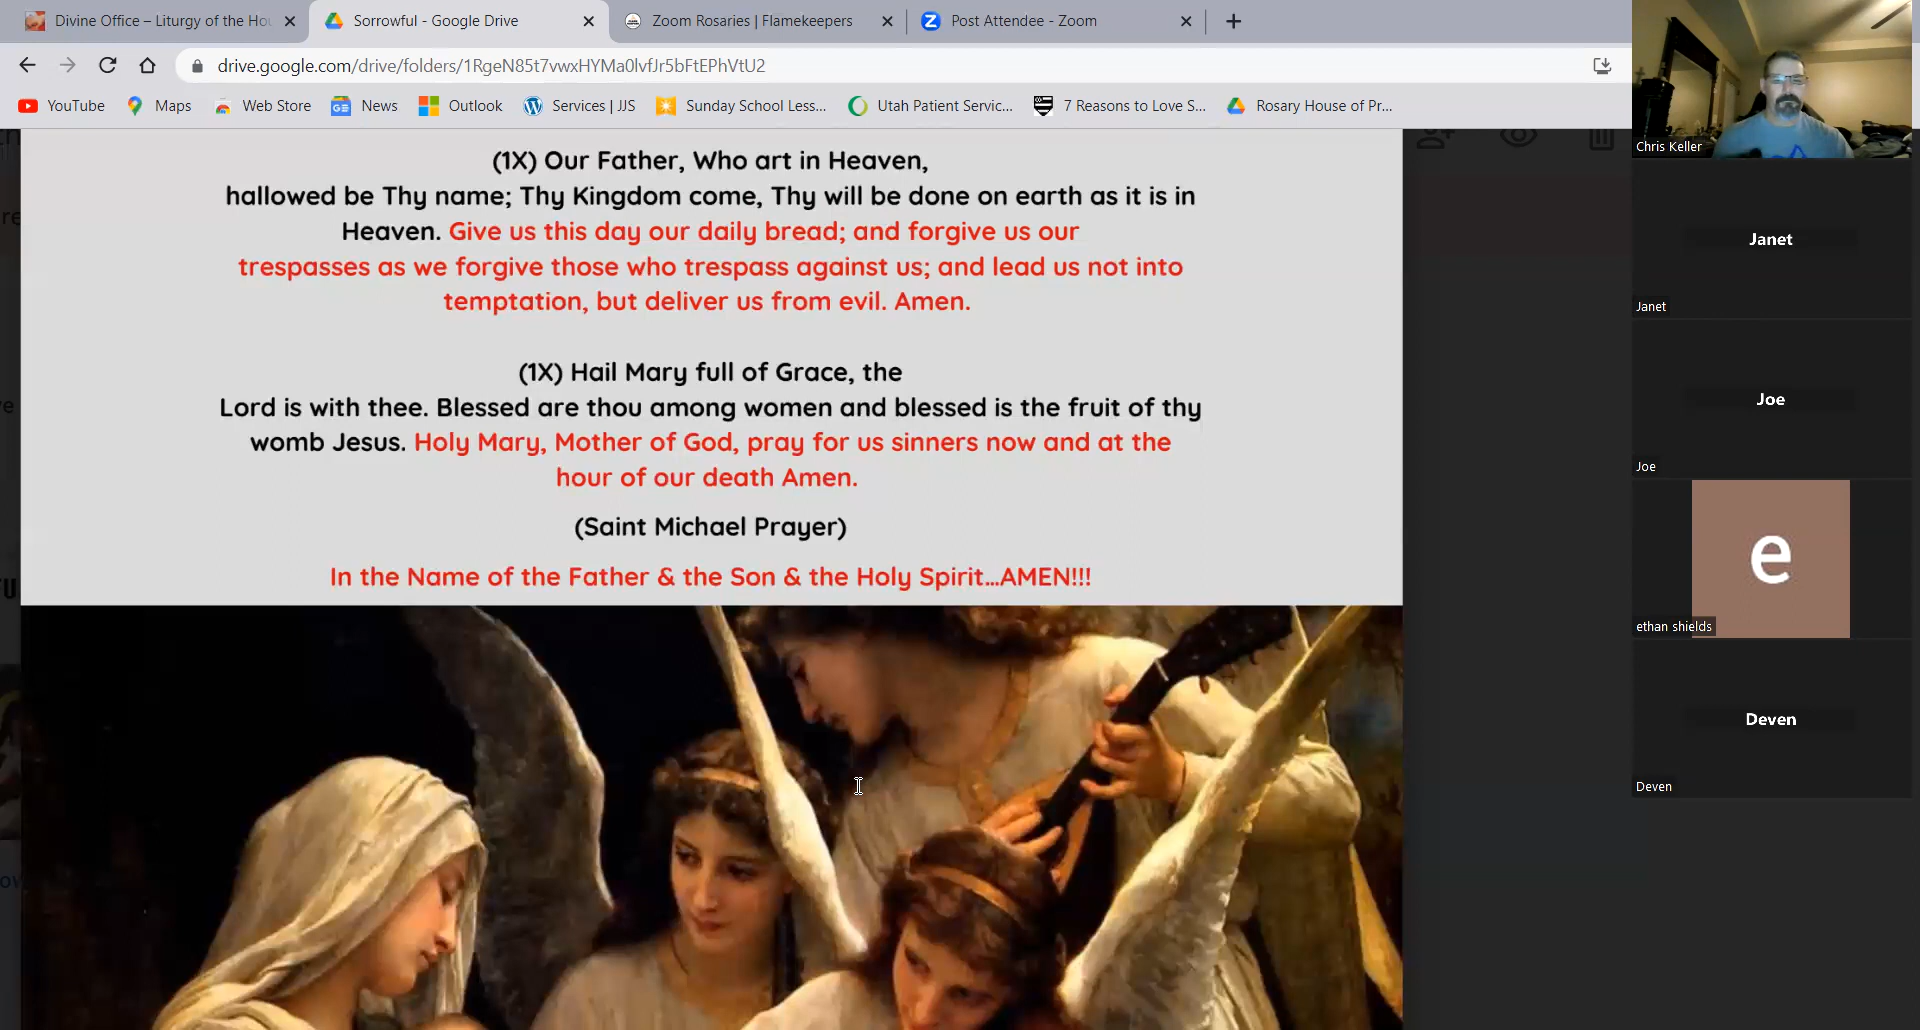 Divine Office – Liturgy of the Hou
Sorrowful - Google Drive
Zoom Rosaries | Flamekeepers
Post Attendee - Zoom
drive.google.com/drive/folders/1RgeN85t7vwxHYMa0lvfJr5bFtEPhVtU2
YouTube
Maps
Web Store
News
Outlook
Services | JJS
Sunday School Less...
Utah Patient Servic...
7 Reasons to Love S...
Rosary House of Pr...
(1X) Our Father, Who art in Heaven,
hallowed be Thy name; Thy Kingdom come, Thy will be done on earth as it is in
Heaven. Give us this day our daily bread; and forgive us our
trespasses as we forgive those who trespass against us; and lead us not into
temptation, but deliver us from evil. Amen.
(1X) Hail Mary full of Grace, the
Lord is with thee. Blessed are thou among women and blessed is the fruit of thy
womb Jesus. Holy Mary, Mother of God, pray for us sinners now and at the
hour of our death Amen.
(Saint Michael Prayer)
In the Name of the Father & the Son & the Holy Spirit...AMEN!!!
Chris Keller
Janet
Janet
Joe
Joe
e
ethan shields
Deven
Deven